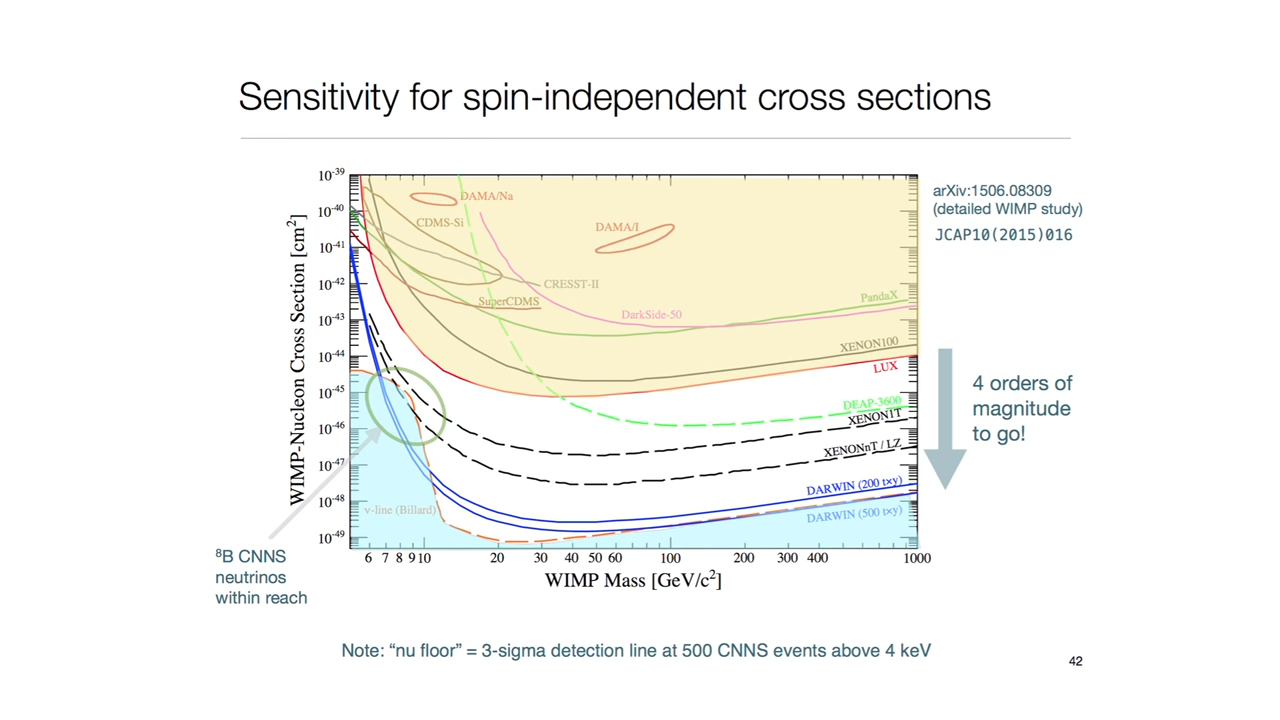 Sensitivity for spin-independent cross sections
arXiv:1506.08309
(detailed WIMP study)
JCAP10(2015)016
WIMP-Nucleon Cross Section [cm²]
10⁻³⁹
10⁻⁴⁰
10⁻⁴¹
10⁻⁴²
10⁻⁴³
10⁻⁴⁴
10⁻⁴⁵
10⁻⁴⁶
10⁻⁴⁷
10⁻⁴⁸
10⁻⁴⁹
DAMA/Na
CDMS-Si
DAMA/I
CRESST-II
SuperCDMS
DarkSide-50
PandaX
XENON100
LUX
DEAP-3600
XENON1T
XENONnT / LZ
DARWIN (200 t×y)
DARWIN (500 t×y)
ν-line (Billard)
6 7 8 9 10 20 30 40 50 60 100 200 300 400 1000
WIMP Mass [GeV/c²]
4 orders of
magnitude
to go!
⁸B CNNS
neutrinos
within reach
Note: “nu floor” = 3-sigma detection line at 500 CNNS events above 4 keV
42